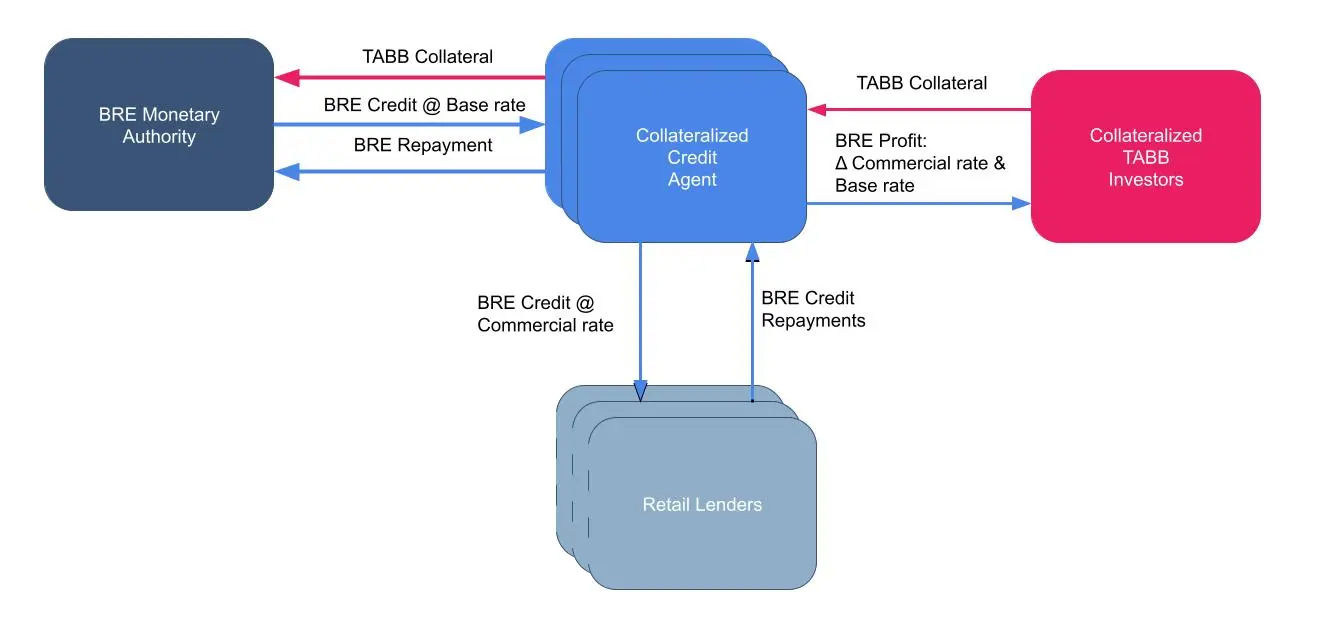 BRE Monetary
Authority
TABB Collateral
BRE Credit @ Base rate
BRE Repayment
Collateralized
Credit
Agent
TABB Collateral
BRE Profit:
Δ Commercial rate &
Base rate
Collateralized
TABB
Investors
BRE Credit @
Commercial rate
BRE Credit
Repayments
Retail Lenders